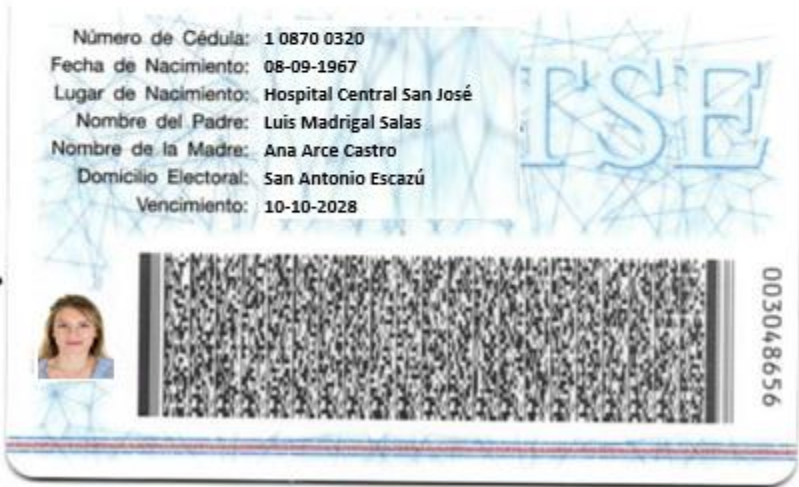 Número de Cédula: 1 0870 0320
Fecha de Nacimiento: 08-09-1967
Lugar de Nacimiento: Hospital Central San José
Nombre del Padre: Luis Madrigal Salas
Nombre de la Madre: Ana Arce Castro
Domicilio Electoral: San Antonio Escazú
Vencimiento: 10-10-2028
TSE
003048656